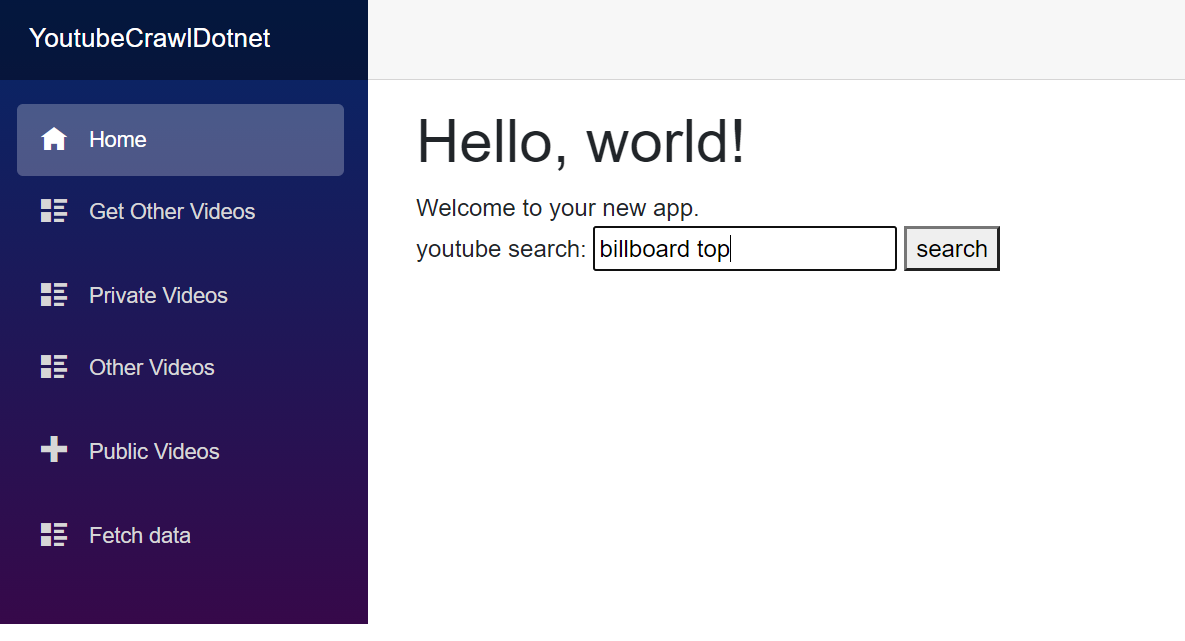 YoutubeCrawlDotnet
Home
Get Other Videos
Private Videos
Other Videos
Public Videos
Fetch data
Hello, world!
Welcome to your new app.
youtube search: billboard top search